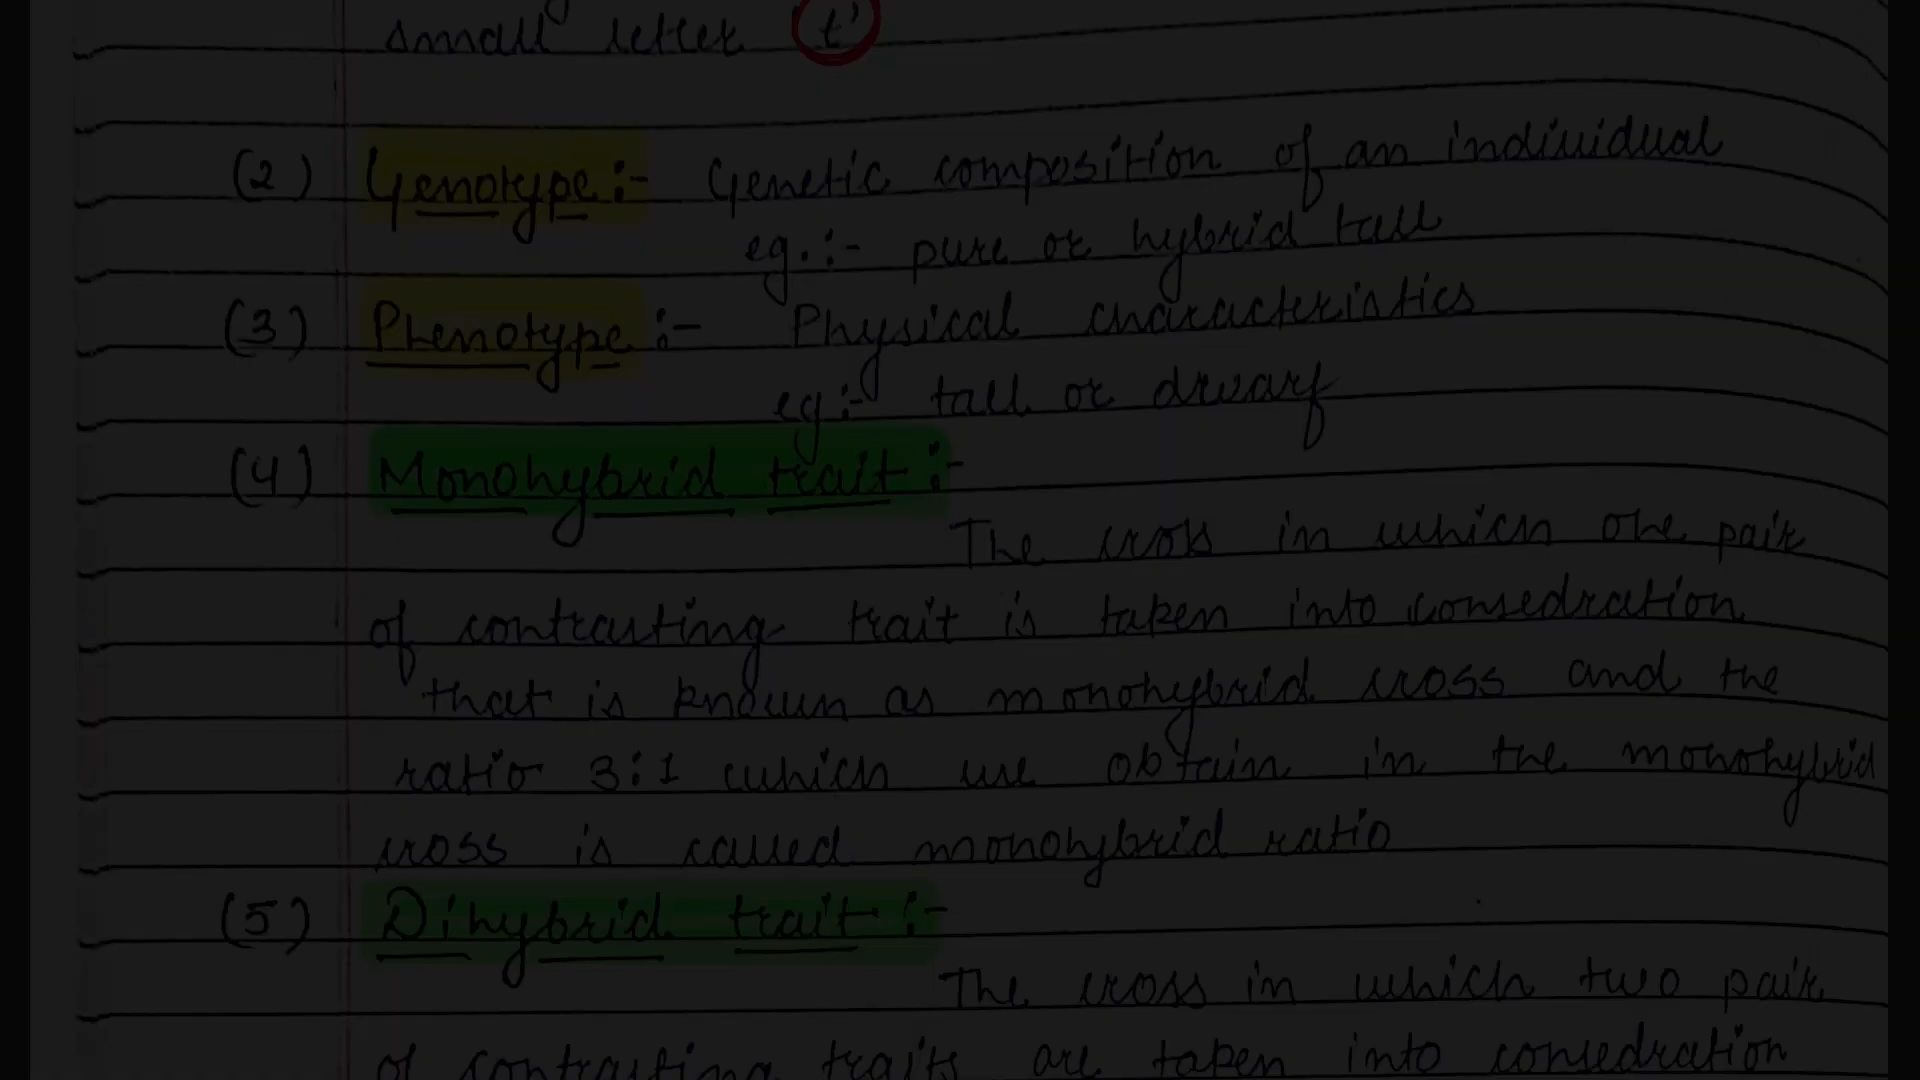 small letter 't'
(2) Genotype:- Genetic composition of an individual
eg.:- pure or hybrid tall
(3) Phenotype:- Physical characteristics
eg:- tall or dwarf
(4) Monohybrid trait:-
The cross in which one pair
of contrasting trait is taken into consedration
that is known as monohybrid cross and the
ratio 3:1 which we obtain in the monohybrid
cross is called monohybrid ratio
(5) Dihybrid trait:-
The cross in which two pair
of contrasting traits are taken into consedration